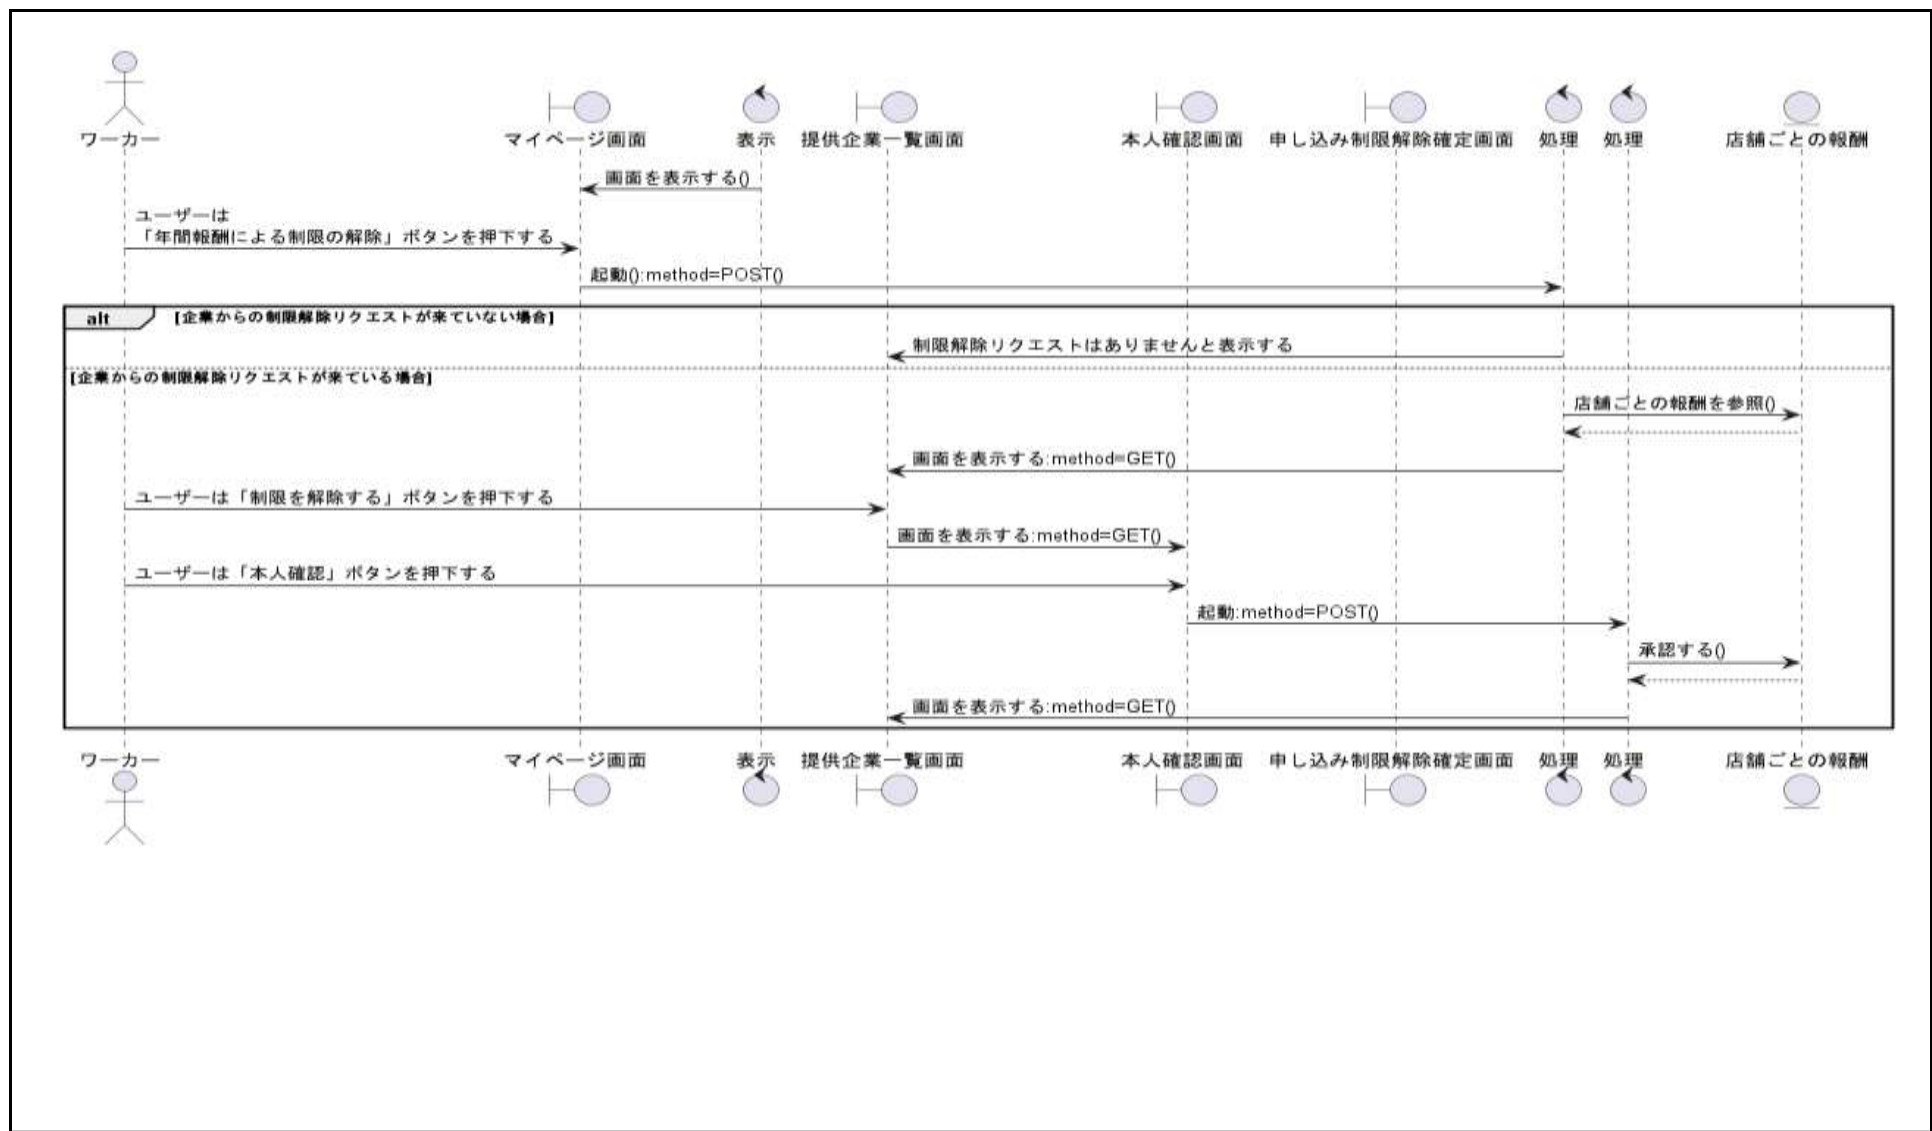 ワーカー
マイページ画面
表示
提供企業一覧画面
本人確認画面
申し込み制限解除確定画面
処理
処理
店舗ごとの報酬
画面を表示する()
ユーザーは
「年間報酬による制限の解除」ボタンを押下する
起動():method=POST()
alt
[企業からの制限解除リクエストが来ていない場合]
制限解除リクエストはありませんと表示する
[企業からの制限解除リクエストが来ている場合]
店舗ごとの報酬を参照()
画面を表示する:method=GET()
ユーザーは「制限を解除する」ボタンを押下する
画面を表示する:method=GET()
ユーザーは「本人確認」ボタンを押下する
起動:method=POST()
承認する()
画面を表示する:method=GET()
ワーカー
マイページ画面
表示
提供企業一覧画面
本人確認画面
申し込み制限解除確定画面
処理
処理
店舗ごとの報酬